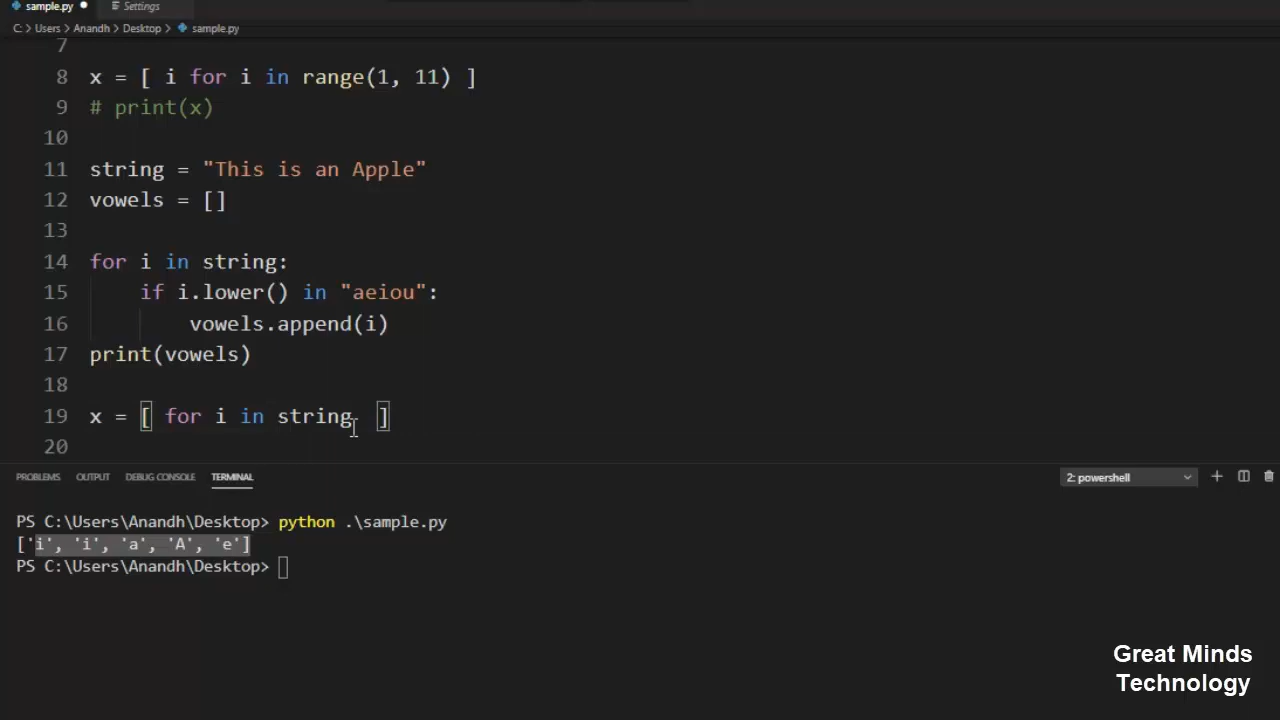 sample.py Settings
C: > Users > Anandh > Desktop > sample.py
7
8 x = [ i for i in range(1, 11) ]
9 # print(x)
10
11 string = "This is an Apple"
12 vowels = []
13
14 for i in string:
15 if i.lower() in "aeiou":
16 vowels.append(i)
17 print(vowels)
18
19 x = [ for i in string ]
20
PROBLEMS OUTPUT DEBUG CONSOLE TERMINAL 2: powershell
PS C:\Users\Anandh\Desktop> python .\sample.py
['i', 'i', 'a', 'A', 'e']
PS C:\Users\Anandh\Desktop>
Great Minds
Technology